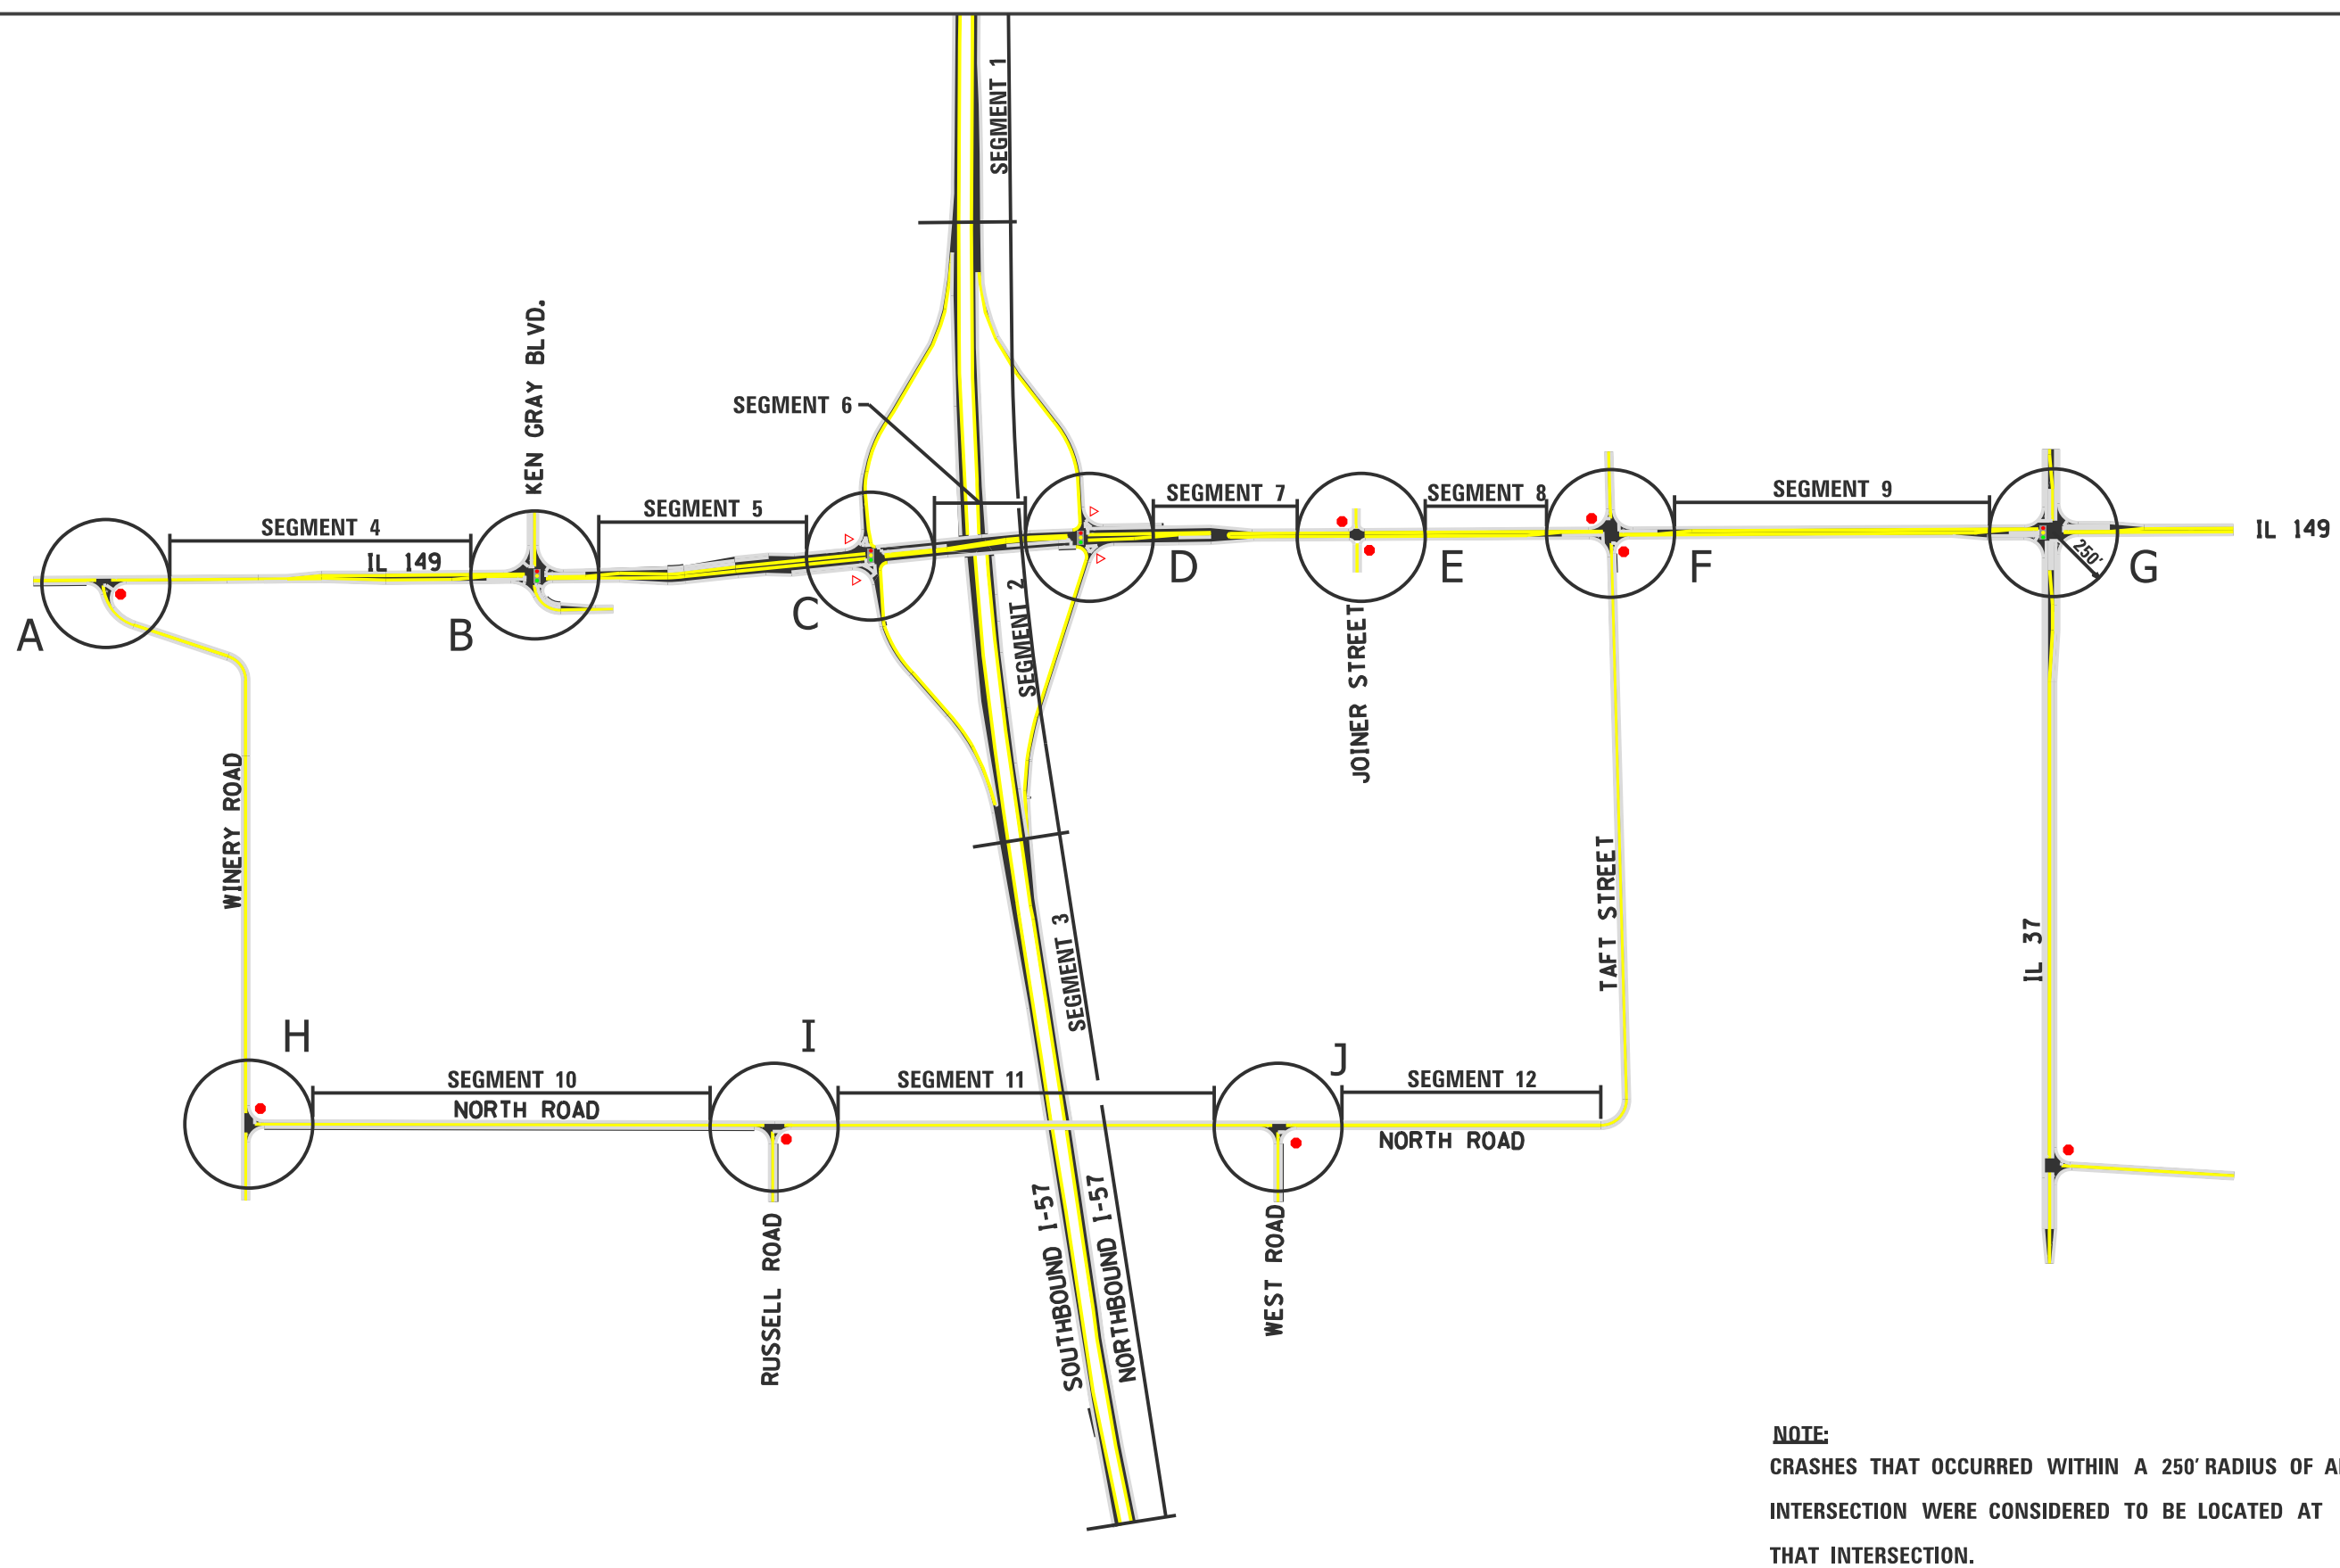 SEGMENT 1
KEN GRAY BLVD.
SEGMENT 6
SEGMENT 4
SEGMENT 5
SEGMENT 7
SEGMENT 8
SEGMENT 9
IL 149
IL 149
A
B
C
D
E
F
G
250'
SEGMENT 2
JOINER STREET
WINERY ROAD
TAFT STREET
IL 37
SEGMENT 3
H
I
J
SEGMENT 10
SEGMENT 11
SEGMENT 12
NORTH ROAD
NORTH ROAD
RUSSELL ROAD
SOUTHBOUND I-57
NORTHBOUND I-57
WEST ROAD
NOTE:
CRASHES THAT OCCURRED WITHIN A 250' RADIUS OF
INTERSECTION WERE CONSIDERED TO BE LOCATED AT
THAT INTERSECTION.